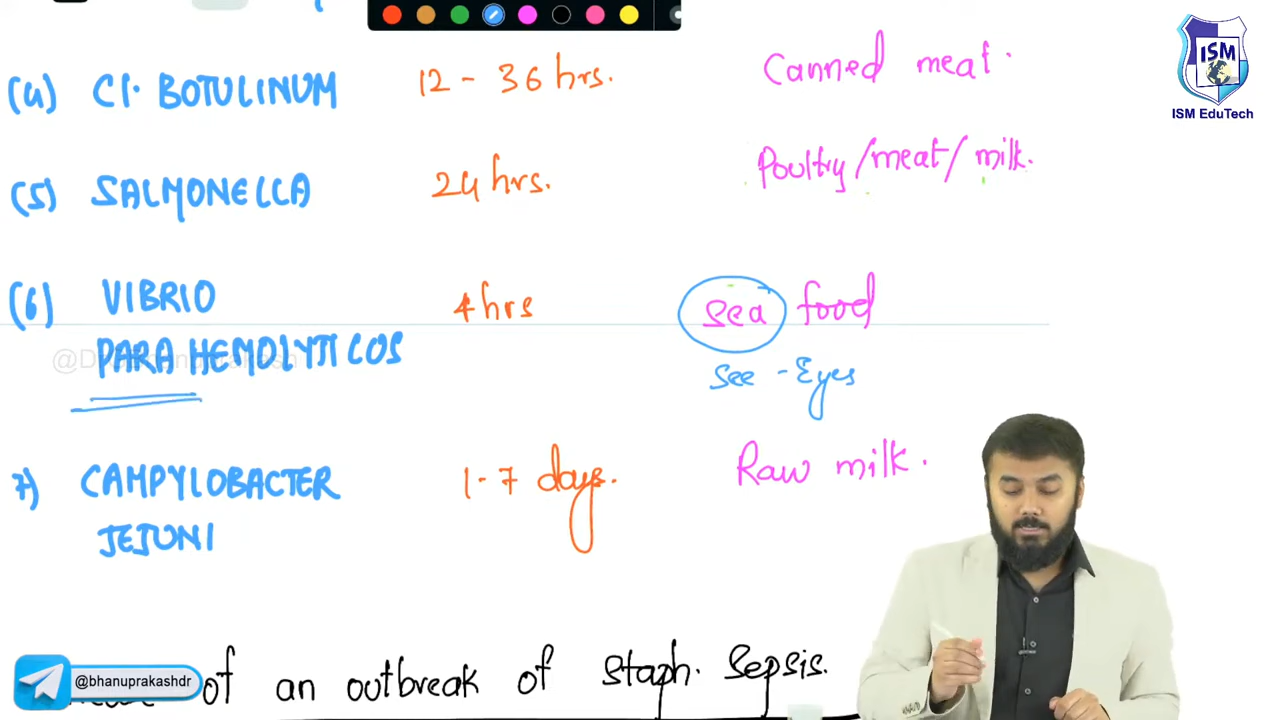 ISM
ISM EduTech
(4) Cl. BOTULINUM 12 - 36 hrs. Canned meat.
(5) SALMONELLA 24 hrs. Poultry/meat/milk.
(6) VIBRIO 4 hrs sea food
PARA HEMOLYTICOS see - Eyes
7) CAMPYLOBACTER 1-7 days. Raw milk.
JEJUNI
of an outbreak of staph. sepsis.
@bhanuprakashdr